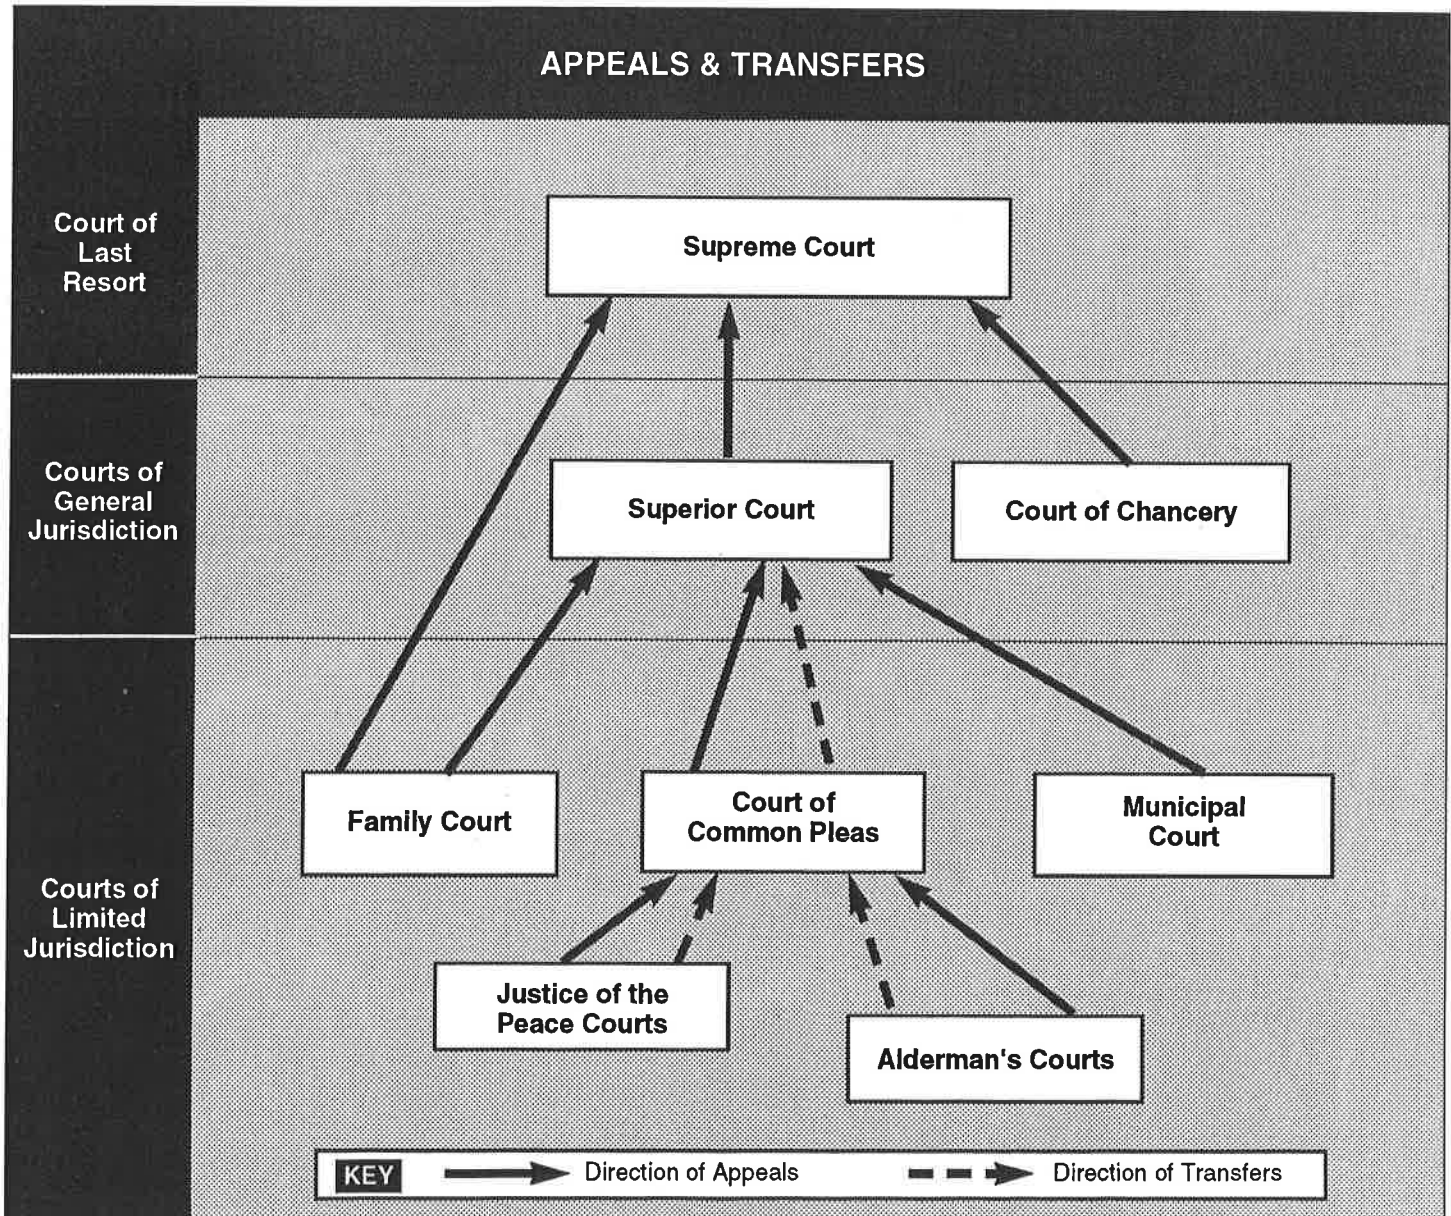 APPEALS & TRANSFERS
Court of
Last
Resort
Supreme Court
Courts of
General
Jurisdiction
Superior Court
Court of Chancery
Courts of
Limited
Jurisdiction
Family Court
Court of
Common Pleas
Municipal
Court
Justice of the
Peace Courts
Alderman's Courts
KEY
Direction of Appeals
Direction of Transfers